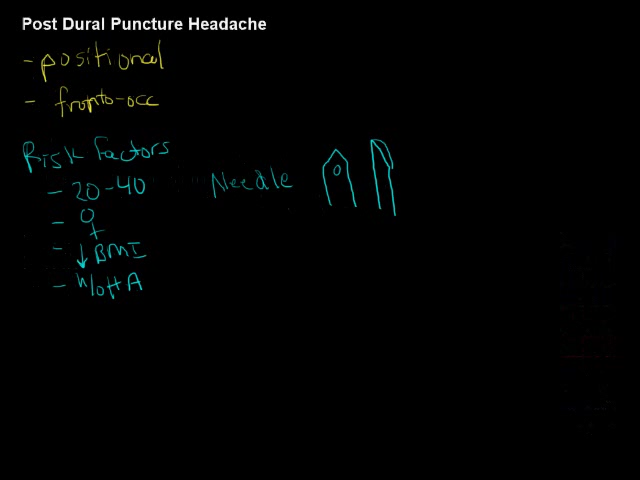 Post Dural Puncture Headache
- positional
- fronto-occ
Risk Factors
- 20-40
Needle
- ♀
- ↓BMI
- h/o HA